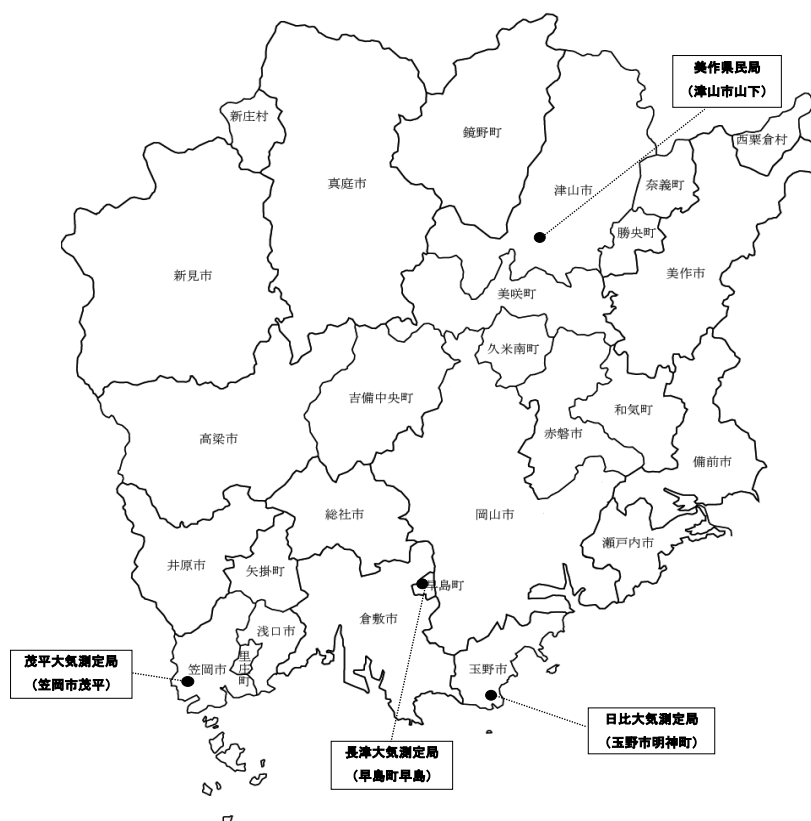 美作県民局
(津山市山下)
新庄村
鏡野町
西粟倉村
真庭市
津山市
奈義町
勝央町
新見市
美作市
美咲町
久米南町
吉備中央町
和気町
高梁市
赤磐市
備前市
総社市
岡山市
瀬戸内市
井原市
矢掛町
早島町
倉敷市
浅口市
里庄町
笠岡市
玉野市
茂平大気測定局
(笠岡市茂平)
日比大気測定局
(玉野市明神町)
長津大気測定局
(早島町早島)